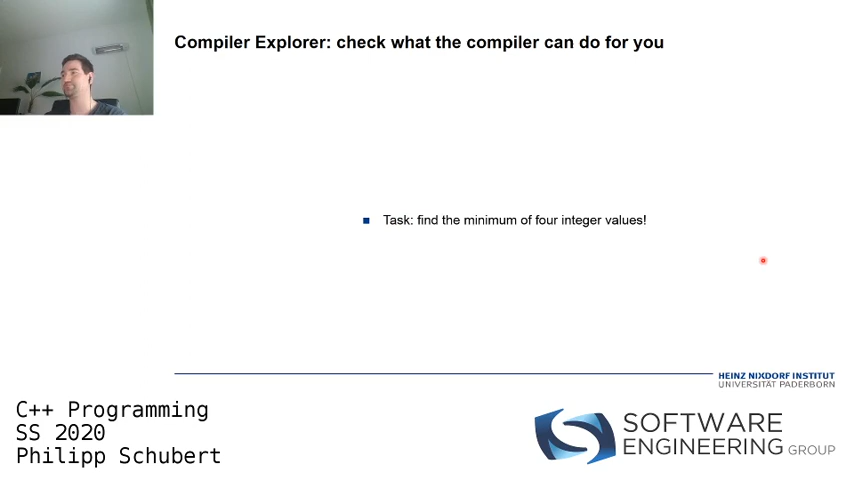 Compiler Explorer: check what the compiler can do for you
Task: find the minimum of four integer values!
HEINZ NIXDORF INSTITUT
UNIVERSITÄT PADERBORN
C++ Programming
SS 2020
Philipp Schubert
SOFTWARE
ENGINEERING GROUP